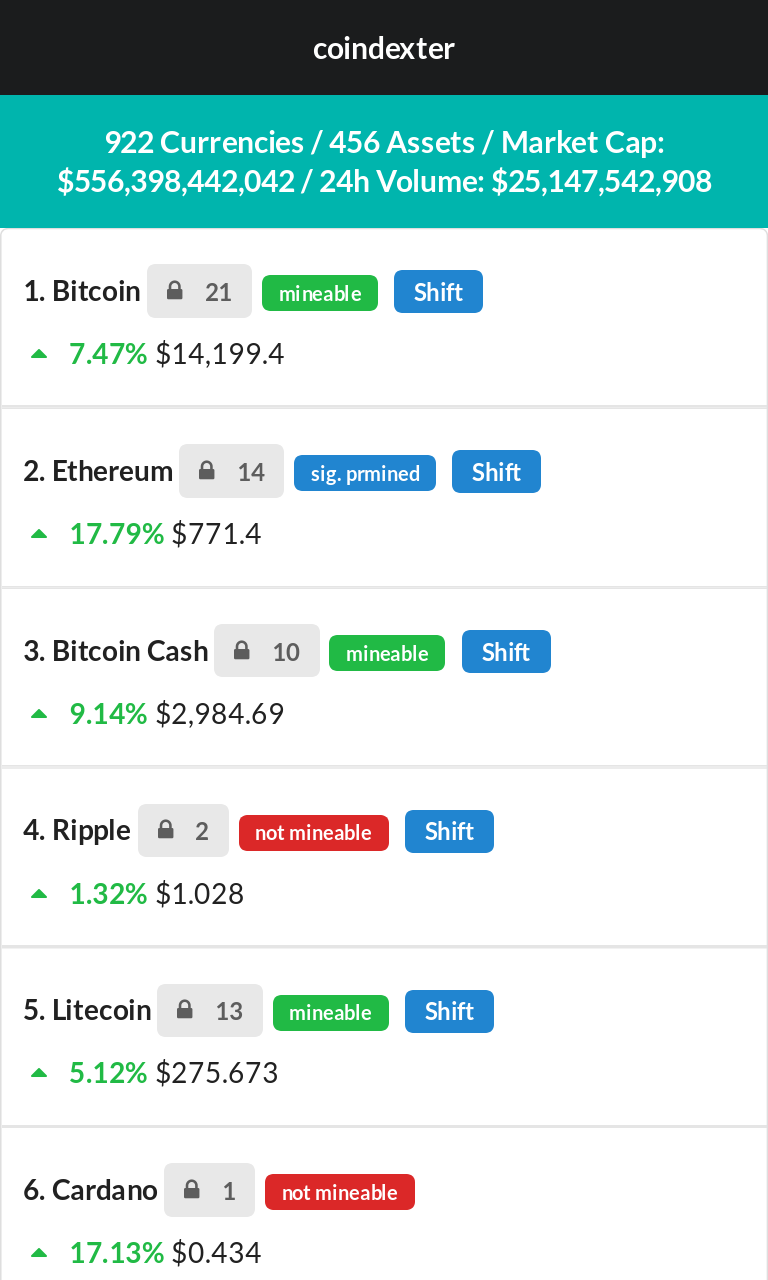 coindexter
922 Currencies / 456 Assets / Market Cap:
$556,398,442,042 / 24h Volume: $25,147,542,908
1. Bitcoin 21 mineable Shift
7.47% $14,199.4
2. Ethereum 14 sig. prmined Shift
17.79% $771.4
3. Bitcoin Cash 10 mineable Shift
9.14% $2,984.69
4. Ripple 2 not mineable Shift
1.32% $1.028
5. Litecoin 13 mineable Shift
5.12% $275.673
6. Cardano 1 not mineable
17.13% $0.434